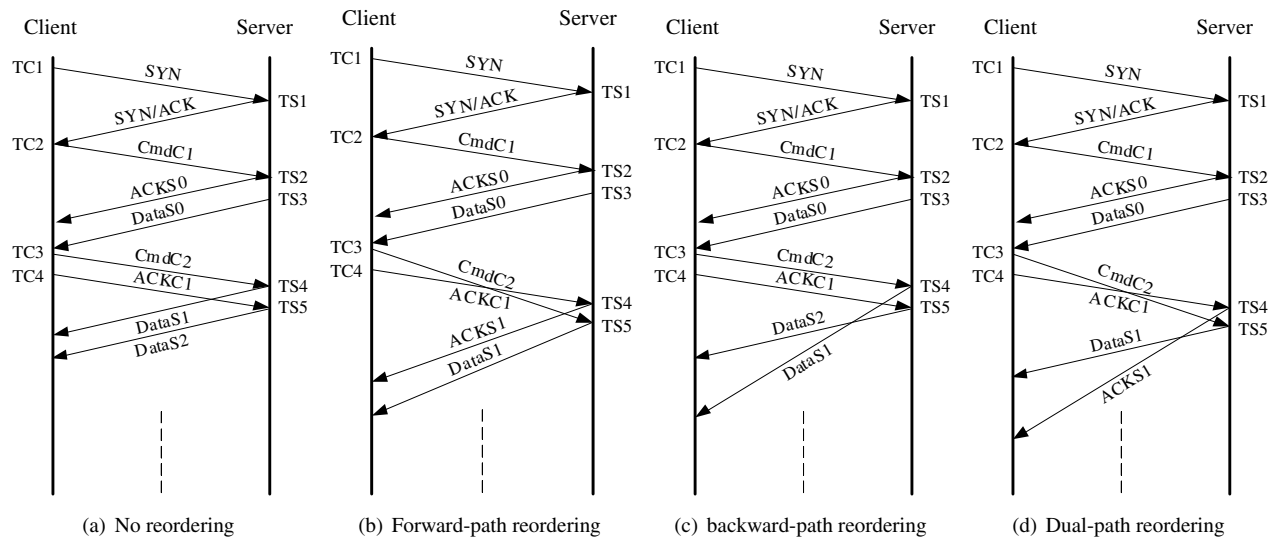 Client
Server
TC1
SYN
TS1
SYN/ACK
TC2
CmdC1
TS2
ACKS0
TS3
DataS0
TC3
CmdC2
TC4
ACKC1
TS4
TS5
DataS1
DataS2
(a) No reordering
Client
Server
TC1
SYN
TS1
SYN/ACK
TC2
CmdC1
TS2
ACKS0
TS3
DataS0
TC3
CmdC2
TC4
ACKC1
TS4
TS5
ACKS1
DataS1
(b) Forward-path reordering
Client
Server
TC1
SYN
TS1
SYN/ACK
TC2
CmdC1
TS2
ACKS0
TS3
DataS0
TC3
CmdC2
TC4
ACKC1
TS4
TS5
DataS2
DataS1
(c) backward-path reordering
Client
Server
TC1
SYN
TS1
SYN/ACK
TC2
CmdC1
TS2
ACKS0
TS3
DataS0
TC3
CmdC2
TC4
ACKC1
TS4
TS5
DataS1
ACKS1
(d) Dual-path reordering